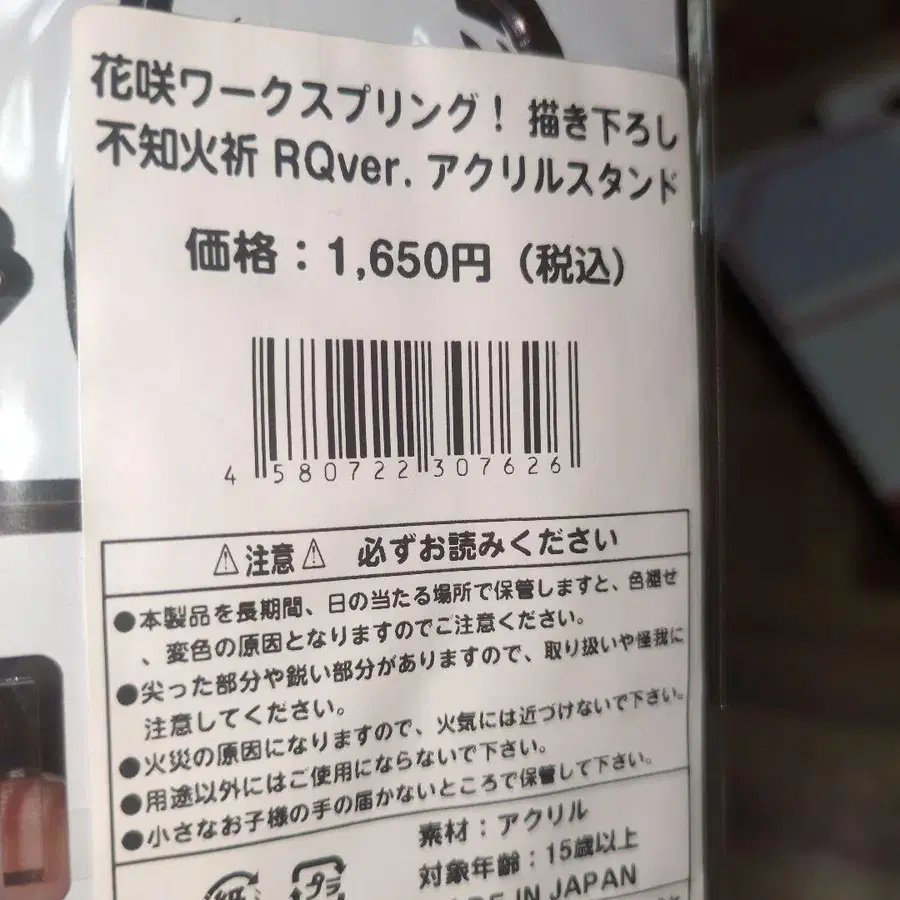 花咲ワークスプリング！ 描き下ろし
不知火祈 RQver. アクリルスタンド
価格：1,650円（税込）
4 580722 307626
⚠注意⚠ 必ずお読みください
●本製品を長期間、日の当たる場所で保管しますと、色褪せ
、変色の原因となりますのでご注意ください。
●尖った部分や鋭い部分がありますので、取り扱いや怪我に
注意してください。
●火災の原因になりますので、火気には近づけないで下さい。
●用途以外にはご使用にならないで下さい。
●小さなお子様の手の届かないところで保管して下さい。
素材：アクリル
対象年齢：15歳以上
IN JAPAN
紙
プラ